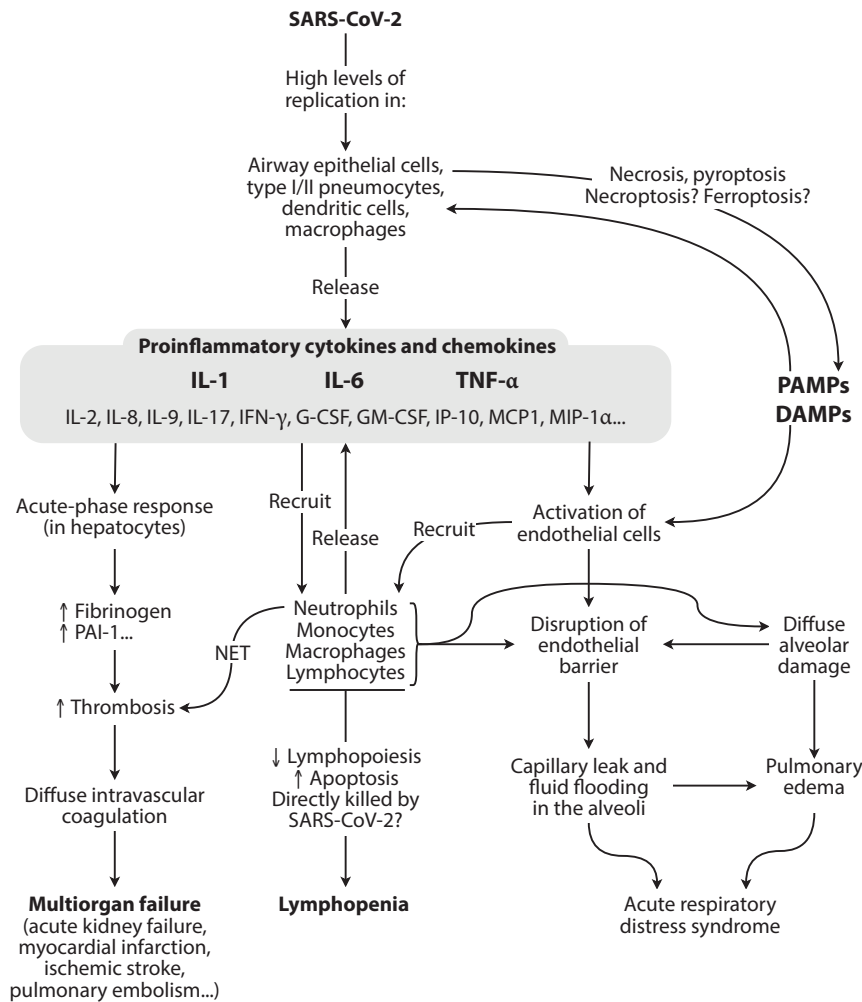 SARS-CoV-2
High levels of
replication in:
Airway epithelial cells,
type I/II pneumocytes,
dendritic cells,
macrophages
Necrosis, pyroptosis
Necroptosis? Ferroptosis?
Release
Proinflammatory cytokines and chemokines
IL-1 IL-6 TNF-α
IL-2, IL-8, IL-9, IL-17, IFN-γ, G-CSF, GM-CSF, IP-10, MCP1, MIP-1α...
PAMPs
DAMPs
Acute-phase response
(in hepatocytes)
Recruit
Release
Recruit
Activation of
endothelial cells
↑ Fibrinogen
↑ PAI-1...
NET
Neutrophils
Monocytes
Macrophages
Lymphocytes
Disruption of
endothelial
barrier
Diffuse
alveolar
damage
↑ Thrombosis
↓ Lymphopoiesis
↑ Apoptosis
Directly killed by
SARS-CoV-2?
Capillary leak and
fluid flooding
in the alveoli
Pulmonary
edema
Diffuse intravascular
coagulation
Multiorgan failure
(acute kidney failure,
myocardial infarction,
ischemic stroke,
pulmonary embolism...)
Lymphopenia
Acute respiratory
distress syndrome